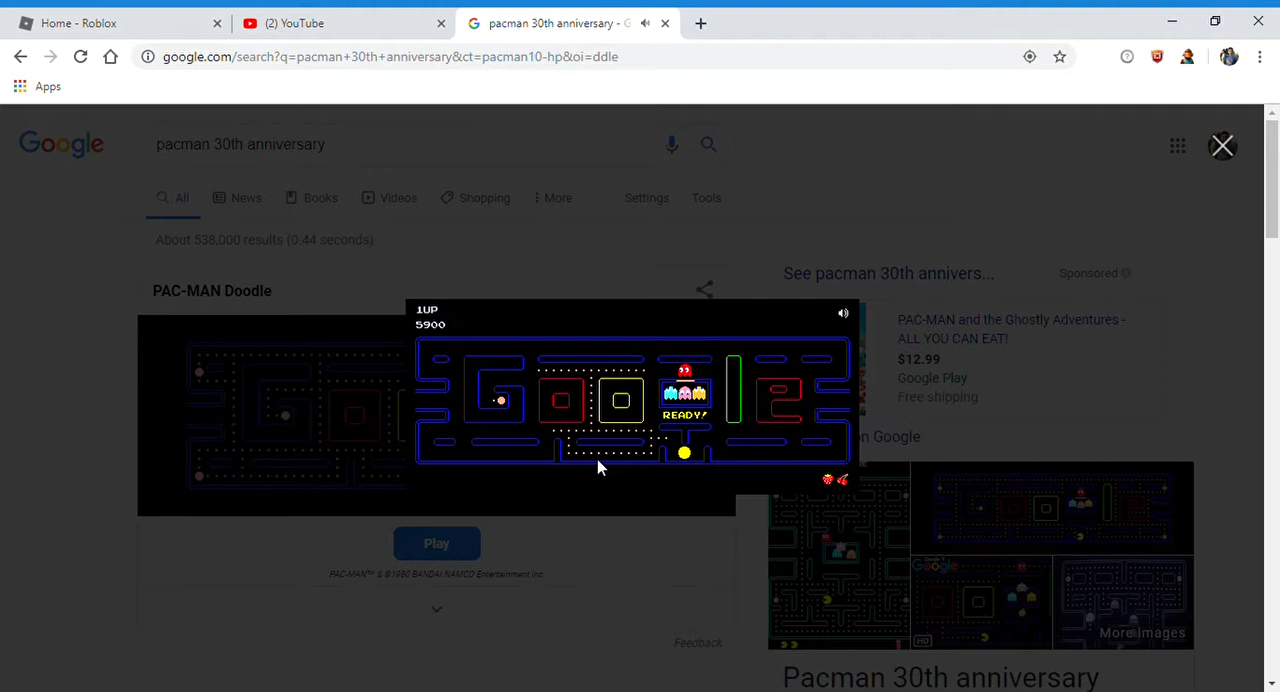 Home - Roblox
(2) YouTube
pacman 30th anniversary - G
google.com/search?q=pacman+30th+anniversary&ct=pacman10-hp&oi=ddle
Apps
Google
pacman 30th anniversary
All
News
Books
Videos
Shopping
More
Settings
Tools
About 538,000 results (0.44 seconds)
PAC-MAN Doodle
See pacman 30th annivers...
Sponsored
1UP
5900
READY!
PAC-MAN and the Ghostly Adventures -
ALL YOU CAN EAT!
$12.99
Google Play
Free shipping
on Google
Play
PAC-MAN™ & ©1980 BANDAI NAMCO Entertainment Inc
Feedback
Google
HD
More images
Pacman 30th anniversary